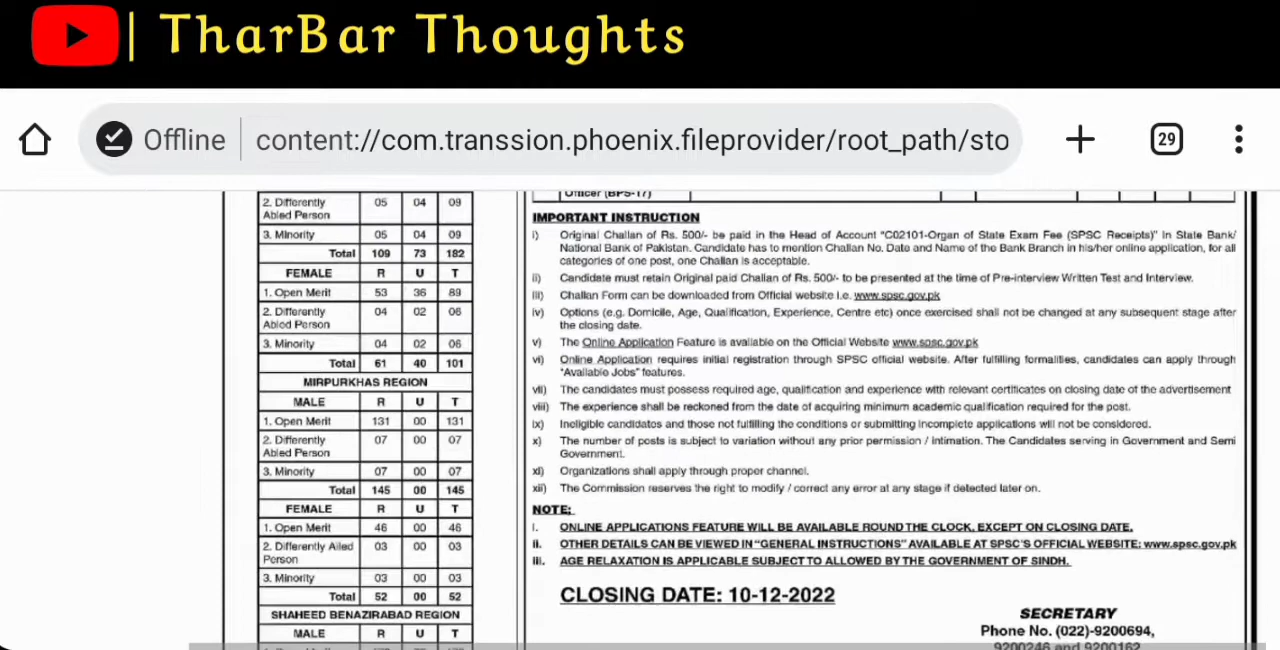 | TharBar Thoughts
Offline
content://com.transsion.phoenix.fileprovider/root_path/sto
29
2. Differently Abled Person 05 04 09
3. Minority 05 04 09
Total 109 73 182
FEMALE R U T
1. Open Merit 53 36 89
2. Differently Abled Person 04 02 06
3. Minority 04 02 06
Total 61 40 101
MIRPURKHAS REGION
MALE R U T
1. Open Merit 131 00 131
2. Differently Abled Person 07 00 07
3. Minority 07 00 07
Total 145 00 145
FEMALE R U T
1. Open Merit 46 00 46
2. Differently Ailed Person 03 00 03
3. Minority 03 00 03
Total 52 00 52
SHAHEED BENAZIRABAD REGION
MALE R U T
Officer (BPS-17)
IMPORTANT INSTRUCTION
i) Original Challan of Rs. 500/- be paid in the Head of Account "C02101-Organ of State Exam Fee (SPSC Receipts)" in State Bank/
National Bank of Pakistan. Candidate has to mention Challan No. Date and Name of the Bank Branch in his/her online application, for all
categories of one post, one Challan is acceptable.
ii) Candidate must retain Original paid Challan of Rs. 500/- to be presented at the time of Pre-interview Written Test and Interview.
iii) Challan Form can be downloaded from Official website i.e. www.spsc.gov.pk
iv) Options (e.g. Domicile, Age, Qualification, Experience, Centre etc) once exercised shall not be changed at any subsequent stage after
the closing date.
v) The Online Application Feature is available on the Official Website www.spsc.gov.pk
vi) Online Application requires initial registration through SPSC official website. After fulfilling formalities, candidates can apply through
"Available Jobs" features.
vii) The candidates must possess required age, qualification and experience with relevant certificates on closing date of the advertisement
viii) The experience shall be reckoned from the date of acquiring minimum academic qualification required for the post.
ix) Ineligible candidates and those not fulfilling the conditions or submitting incomplete applications will not be considered.
x) The number of posts is subject to variation without any prior permission / intimation. The Candidates serving in Government and Semi
Government.
xi) Organizations shall apply through proper channel.
xii) The Commission reserves the right to modify / correct any error at any stage if detected later on.
NOTE:
i. ONLINE APPLICATIONS FEATURE WILL BE AVAILABLE ROUND THE CLOCK, EXCEPT ON CLOSING DATE.
ii. OTHER DETAILS CAN BE VIEWED IN "GENERAL INSTRUCTIONS" AVAILABLE AT SPSC'S OFFICIAL WEBSITE: www.spsc.gov.pk
iii. AGE RELAXATION IS APPLICABLE SUBJECT TO ALLOWED BY THE GOVERNMENT OF SINDH.
CLOSING DATE: 10-12-2022
SECRETARY
Phone No. (022)-9200694,
9200246 and 9200162